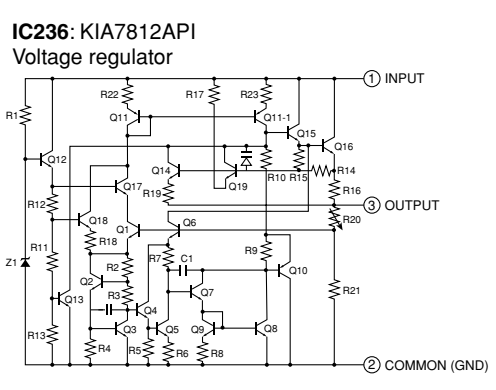 IC236: KIA7812API
Voltage regulator
1 INPUT
R22
R17
R23
R1
Q11
Q11-1
Q15
Q16
Q12
Q14
Q19
R10
R15
R14
Q17
R19
R16
R12
3 OUTPUT
Q18
Q1
Q6
R20
R18
R11
R7
C1
R9
Z1
R2
Q10
Q2
R3
Q7
R21
Q13
Q4
R13
Q3
Q5
Q9
Q8
R4
R5
R6
R8
2 COMMON (GND)